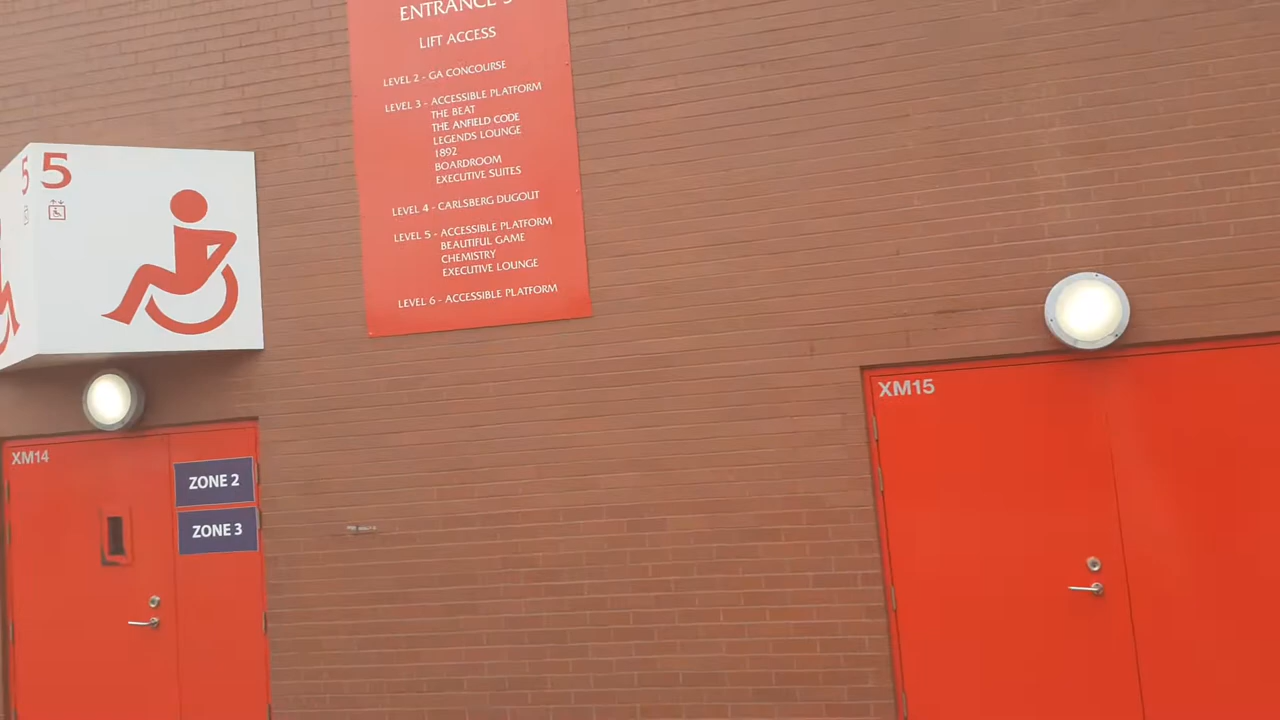 ENTRANCE 5
LIFT ACCESS
LEVEL 2 - GA CONCOURSE
LEVEL 3 - ACCESSIBLE PLATFORM
THE BEAT
THE ANFIELD CODE
LEGENDS LOUNGE
1892
BOARDROOM
EXECUTIVE SUITES
LEVEL 4 - CARLSBERG DUGOUT
LEVEL 5 - ACCESSIBLE PLATFORM
BEAUTIFUL GAME
CHEMISTRY
EXECUTIVE LOUNGE
LEVEL 6 - ACCESSIBLE PLATFORM
5
5
XM14
ZONE 2
ZONE 3
XM15